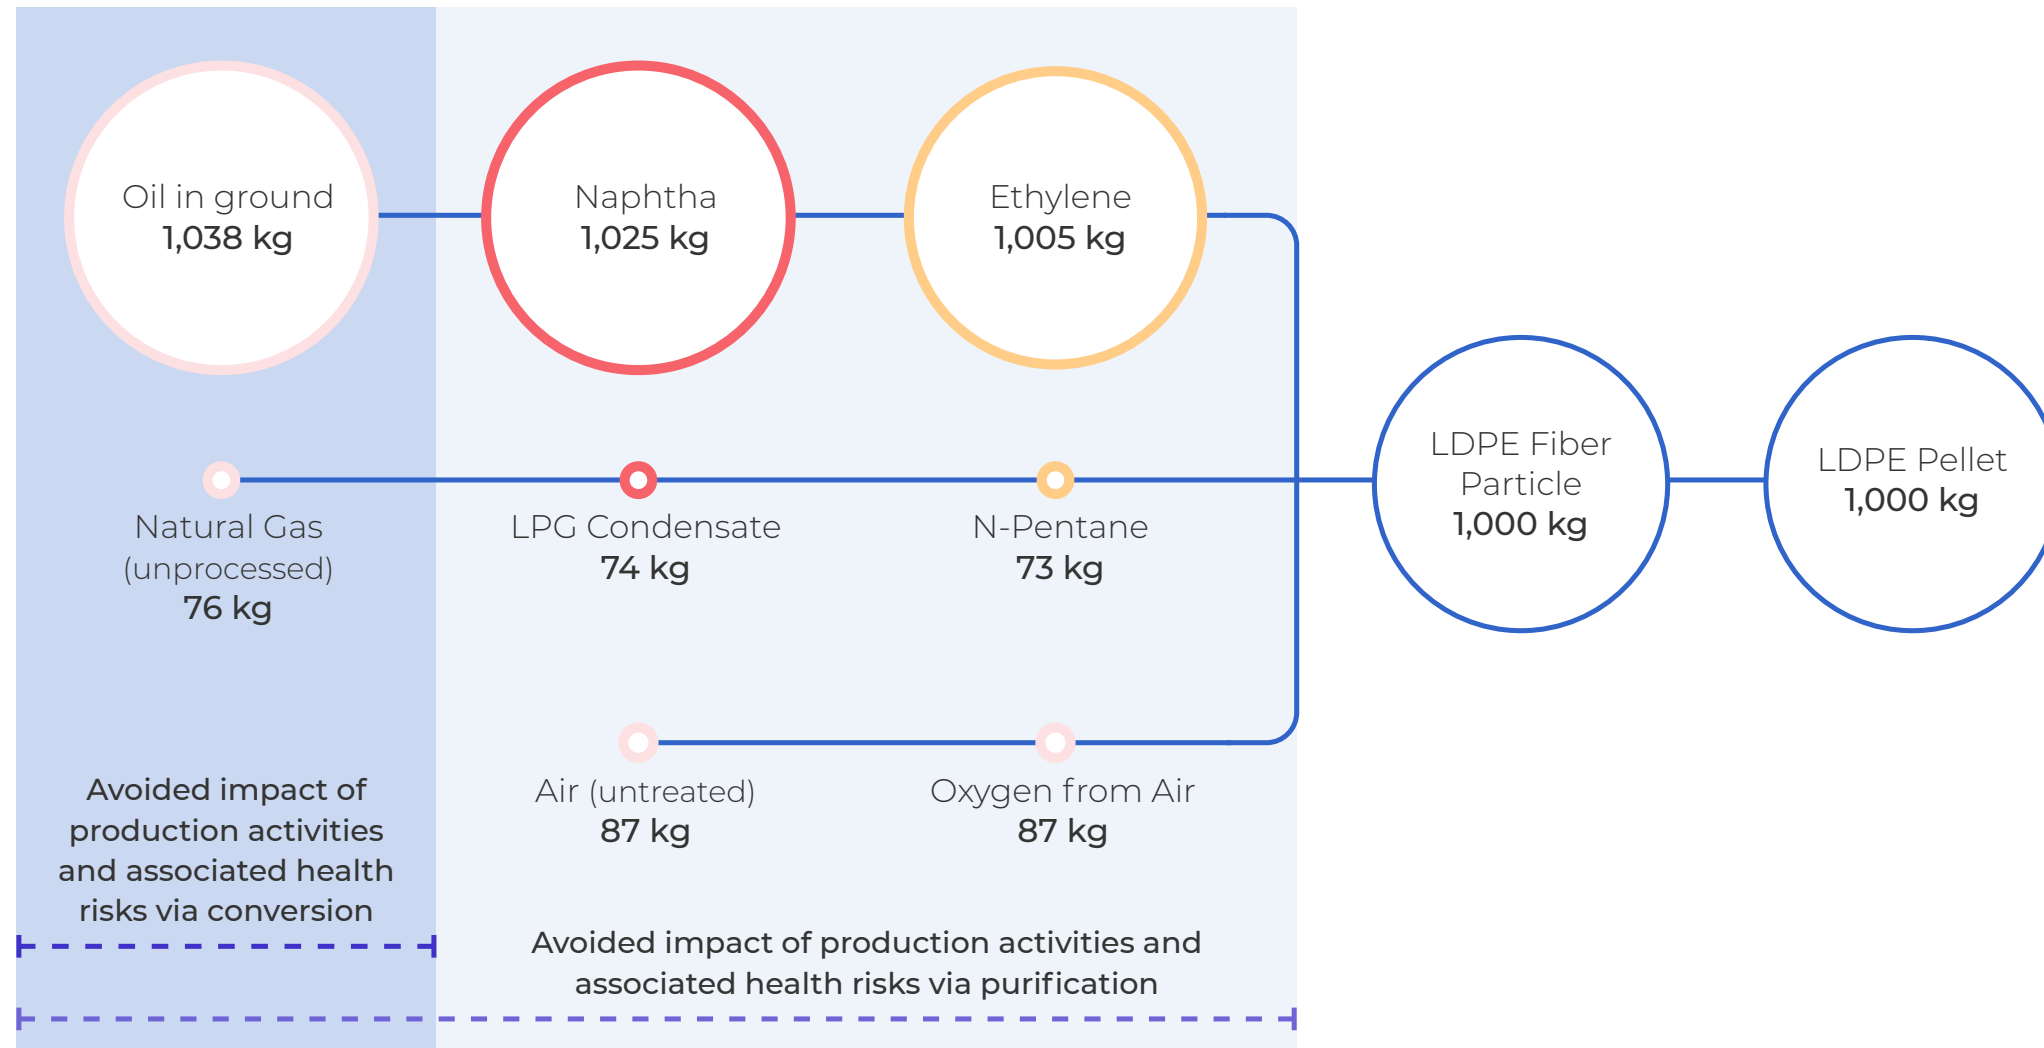 Oil in ground
1,038 kg
Naphtha
1,025 kg
Ethylene
1,005 kg
LDPE Fiber
Particle
1,000 kg
LDPE Pellet
1,000 kg
Natural Gas
(unprocessed)
76 kg
LPG Condensate
74 kg
N-Pentane
73 kg
Air (untreated)
87 kg
Oxygen from Air
87 kg
Avoided impact of
production activities
and associated health
risks via conversion
Avoided impact of production activities and
associated health risks via purification